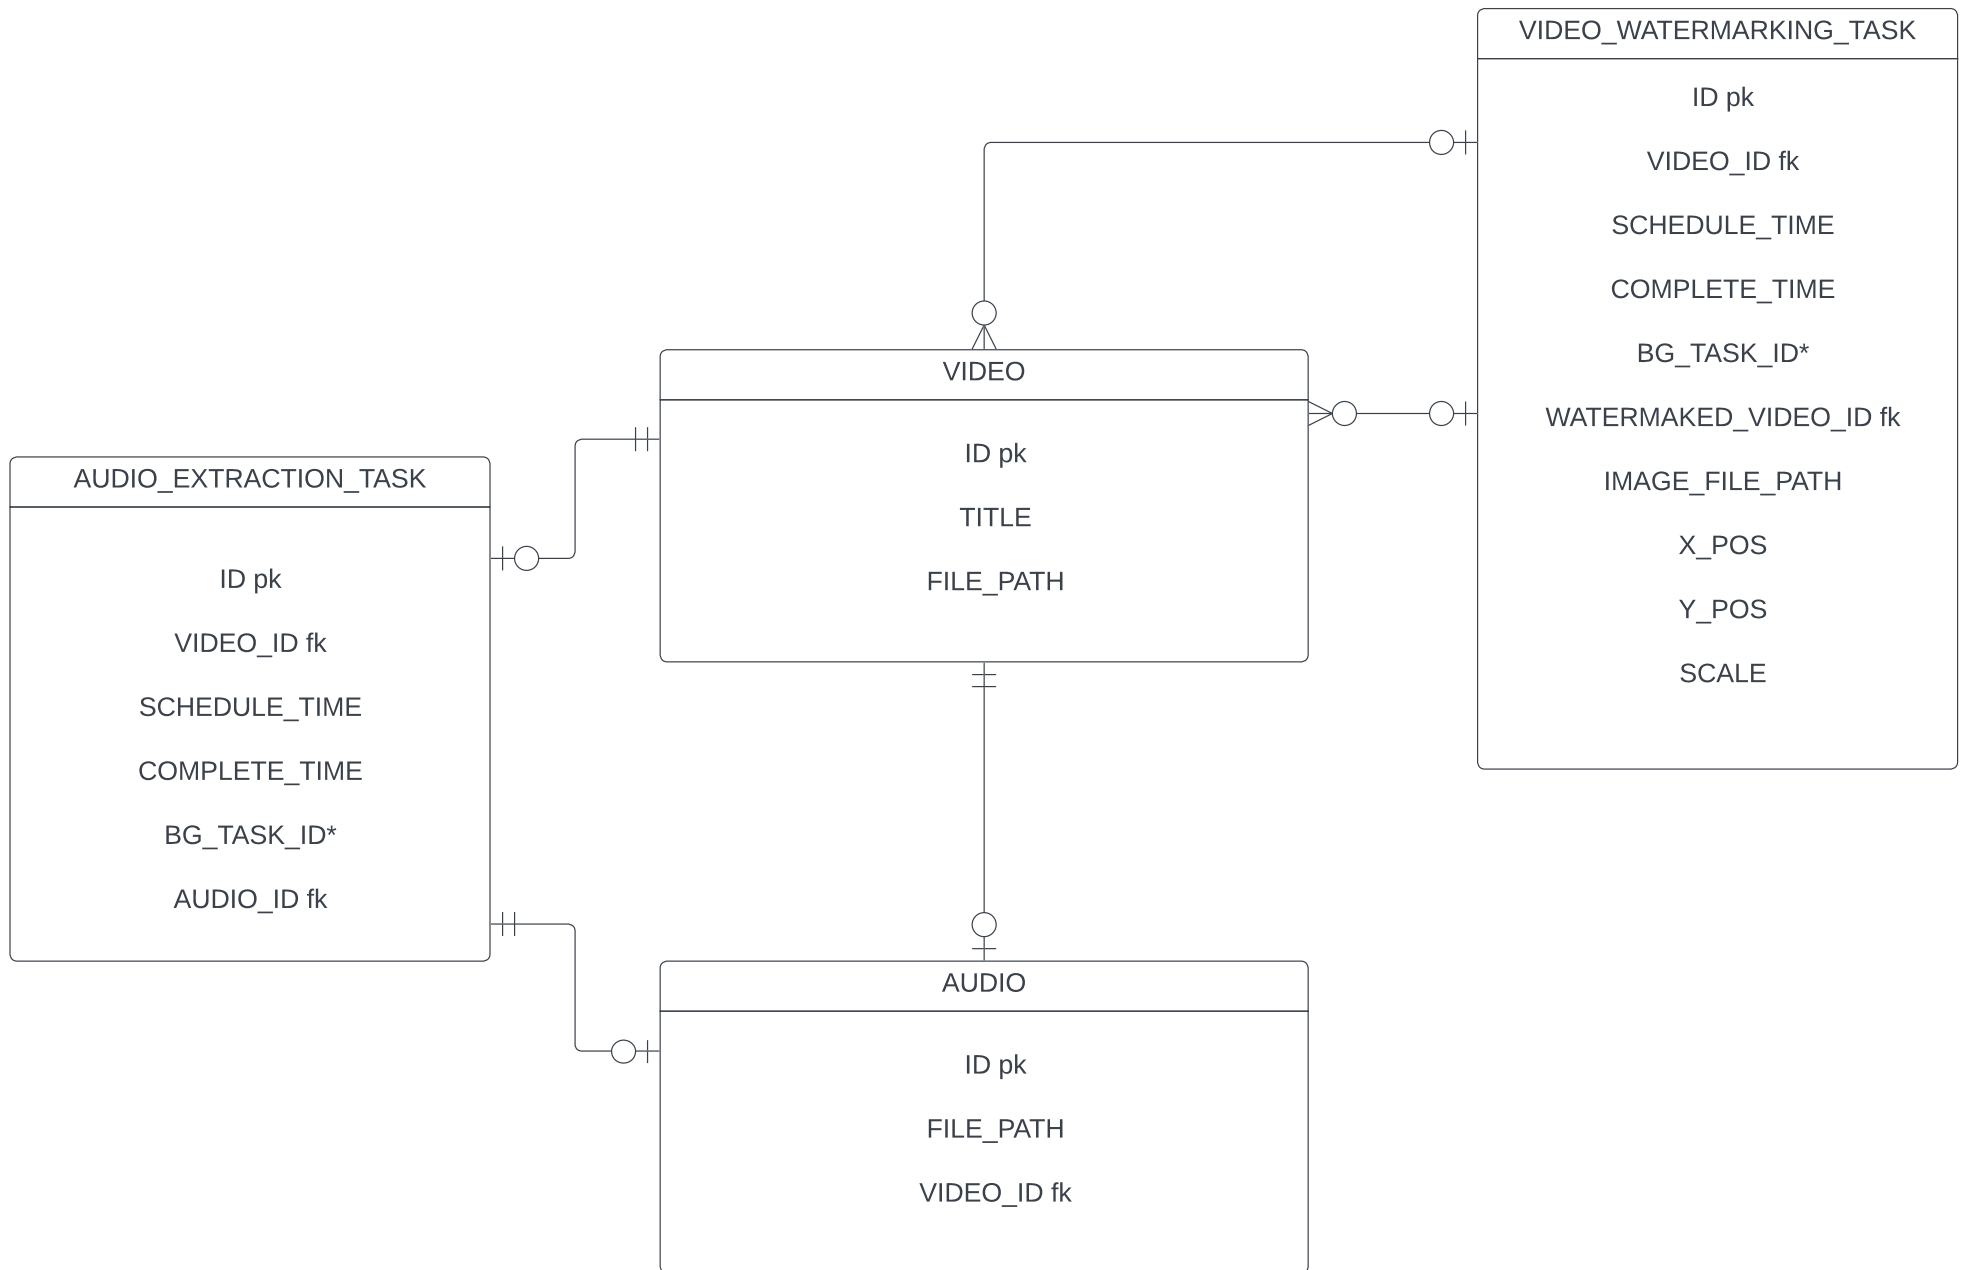 VIDEO_WATERMARKING_TASK
ID pk
VIDEO_ID fk
SCHEDULE_TIME
COMPLETE_TIME
BG_TASK_ID*
WATERMAKED_VIDEO_ID fk
IMAGE_FILE_PATH
X_POS
Y_POS
SCALE
VIDEO
ID pk
TITLE
FILE_PATH
AUDIO_EXTRACTION_TASK
ID pk
VIDEO_ID fk
SCHEDULE_TIME
COMPLETE_TIME
BG_TASK_ID*
AUDIO_ID fk
AUDIO
ID pk
FILE_PATH
VIDEO_ID fk